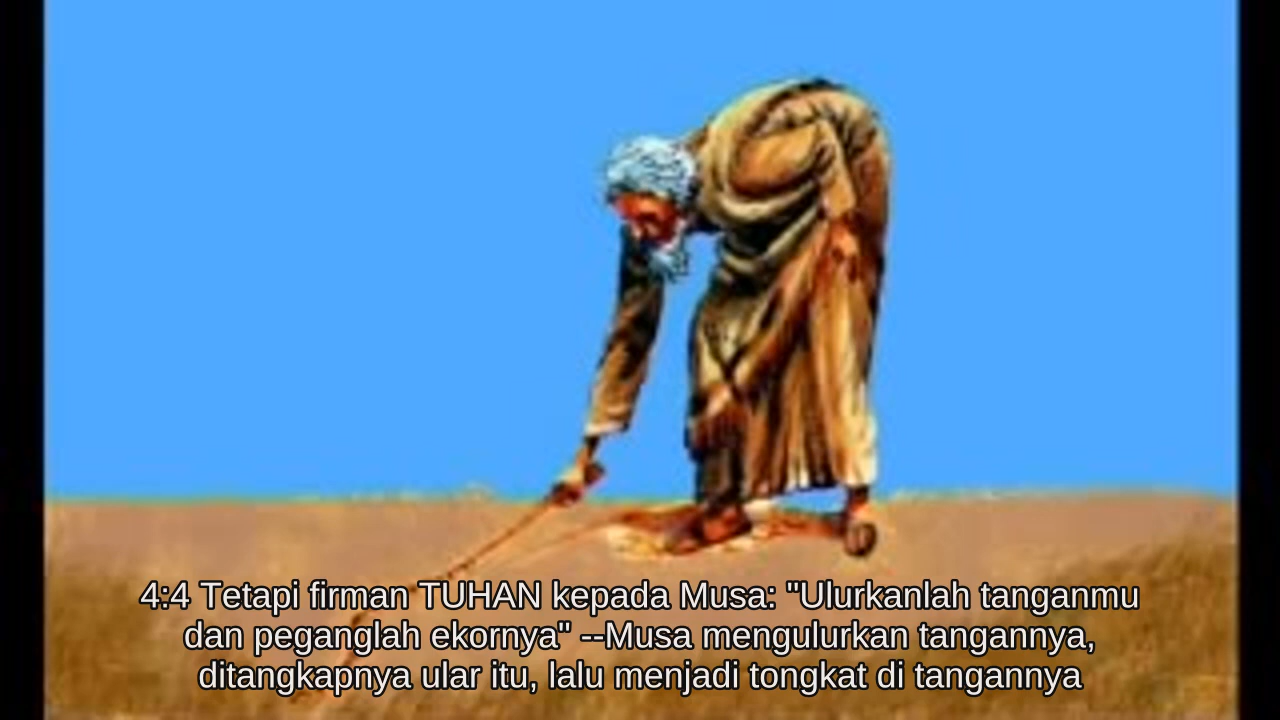 4:4 Tetapi firman TUHAN kepada Musa: "Ulurkanlah tanganmu
dan peganglah ekornya" --Musa mengulurkan tangannya,
ditangkapnya ular itu, lalu menjadi tongkat di tangannya